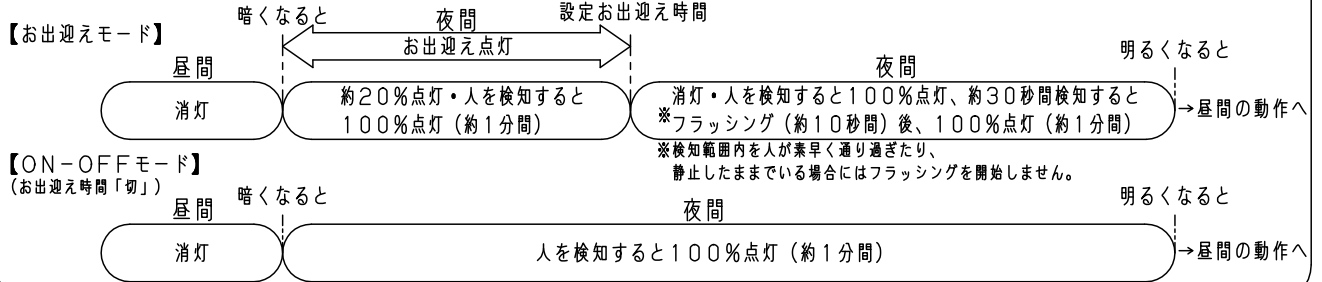 【お出迎えモード】
暗くなると
夜間
設定お出迎え時間
お出迎え点灯
明るくなると
昼間
夜間
消灯
約20%点灯・人を検知すると
100%点灯（約1分間）
消灯・人を検知すると100%点灯、約30秒間検知すると
※フラッシング（約10秒間）後、100%点灯（約1分間）
→昼間の動作へ
※検知範囲内を人が素早く通り過ぎたり、
静止したままでいる場合にはフラッシングを開始しません。
【ON-OFFモード】
（お出迎え時間「切」）
暗くなると
明るくなると
昼間
夜間
消灯
人を検知すると100%点灯（約1分間）
→昼間の動作へ